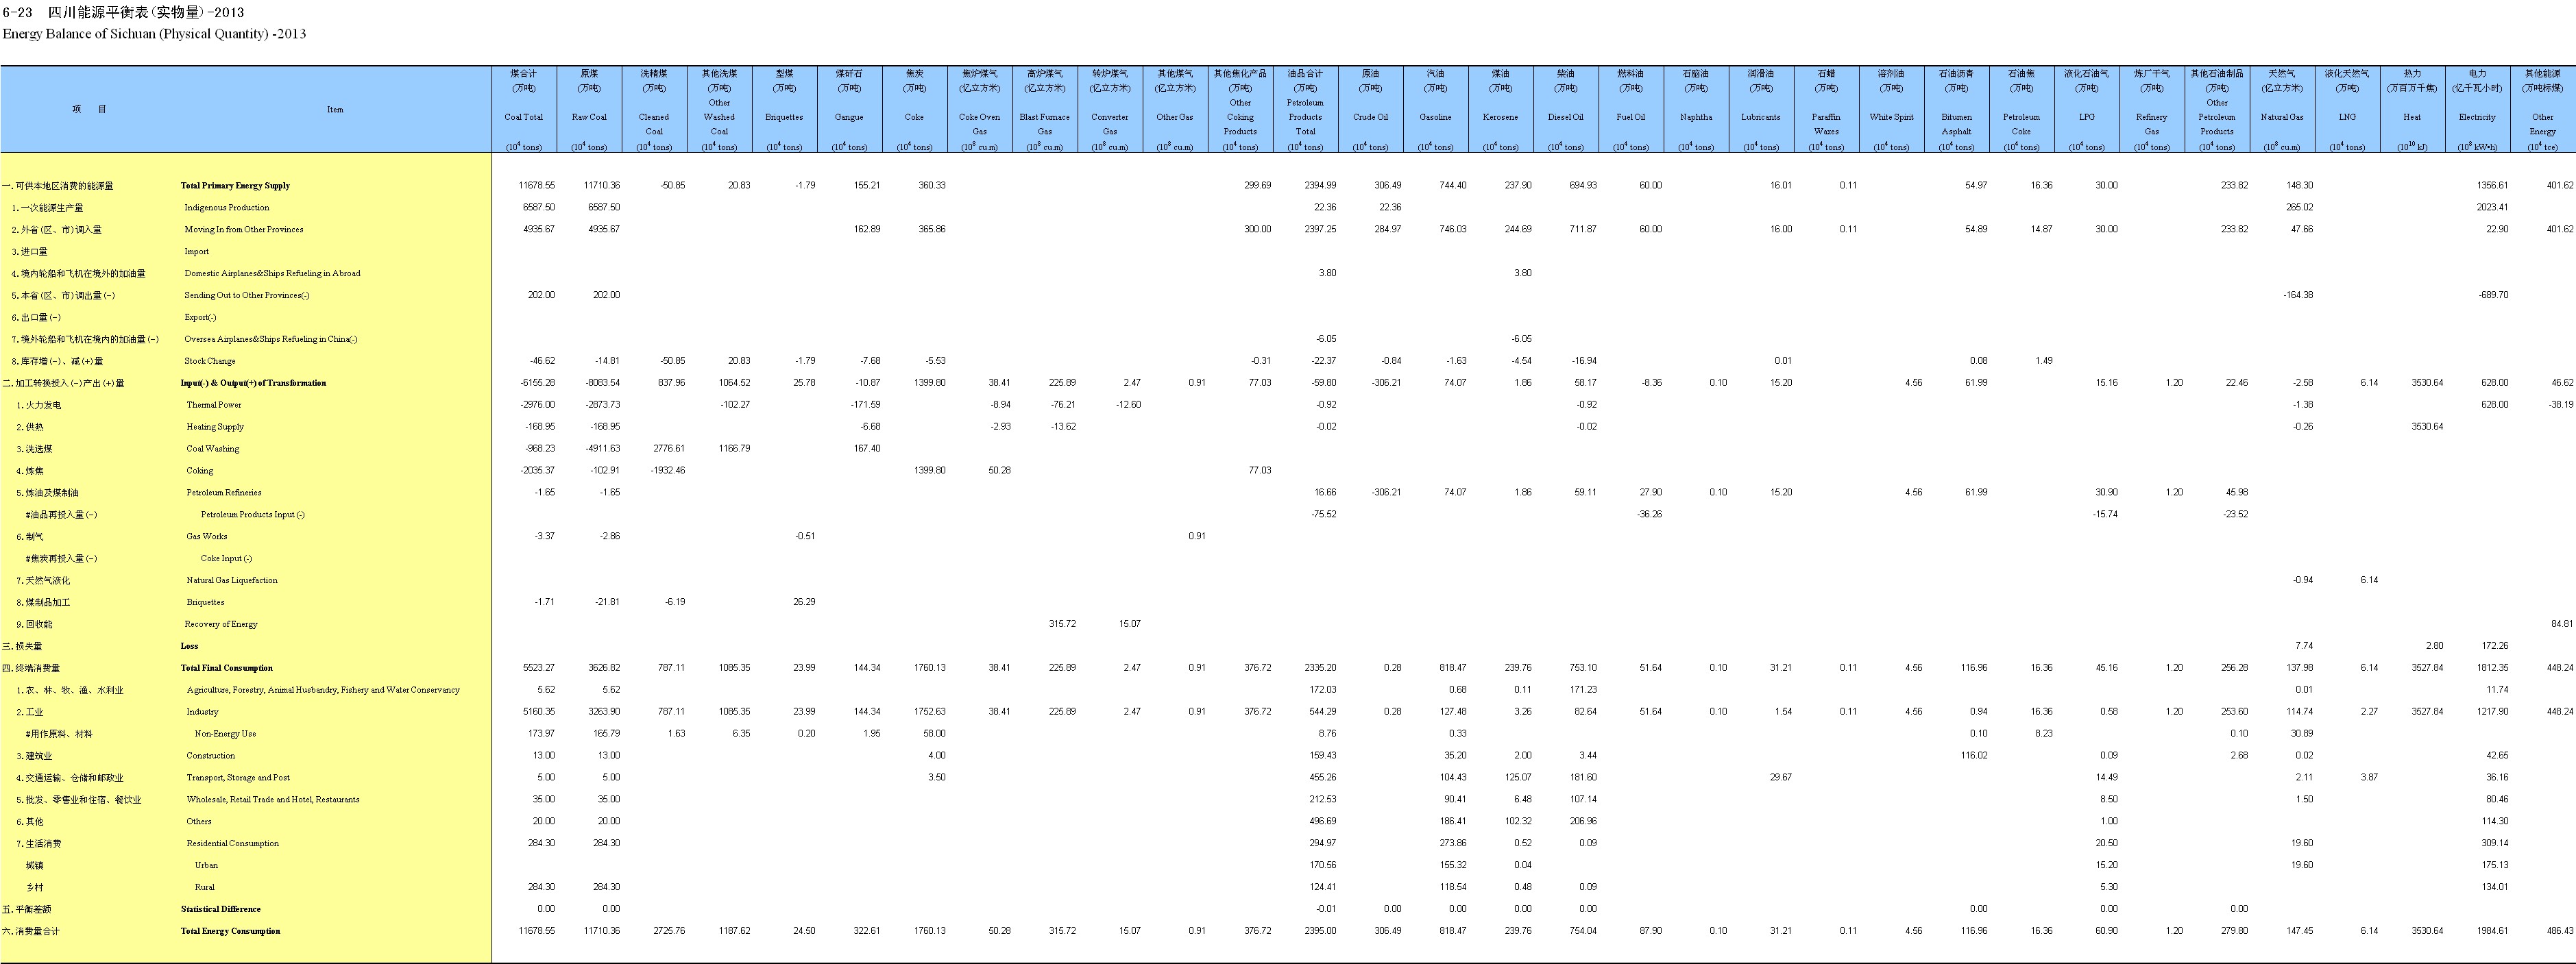 6-23 四川能源平衡表(实物量)-2013
Energy Balance of Sichuan (Physical Quantity) -2013
项 目 Item 煤合计 (万吨) Coal Total (10⁴ tons) 原煤 (万吨) Raw Coal (10⁴ tons) 洗精煤 (万吨) Cleaned Coal (10⁴ tons) 其他洗煤 (万吨) Other Washed Coal (10⁴ tons) 型煤 (万吨) Briquettes (10⁴ tons) 煤矸石 (万吨) Gangue (10⁴ tons) 焦炭 (万吨) Coke (10⁴ tons) 焦炉煤气 (亿立方米) Coke Oven Gas (10⁸ cu.m) 高炉煤气 (亿立方米) Blast Furnace Gas (10⁸ cu.m) 转炉煤气 (亿立方米) Converter Gas (10⁸ cu.m) 其他煤气 (亿立方米) Other Gas (10⁸ cu.m) 其他焦化产品 (万吨) Other Coking Products (10⁴ tons) 油品合计 (万吨) Petroleum Products Total (10⁴ tons) 原油 (万吨) Crude Oil (10⁴ tons) 汽油 (万吨) Gasoline (10⁴ tons) 煤油 (万吨) Kerosene (10⁴ tons) 柴油 (万吨) Diesel Oil (10⁴ tons) 燃料油 (万吨) Fuel Oil (10⁴ tons) 石脑油 (万吨) Naphtha (10⁴ tons) 润滑油 (万吨) Lubricants (10⁴ tons) 石蜡 (万吨) Paraffin Waxes (10⁴ tons) 溶剂油 (万吨) White Spirit (10⁴ tons) 石油沥青 (万吨) Bitumen Asphalt (10⁴ tons) 石油焦 (万吨) Petroleum Coke (10⁴ tons) 液化石油气 (万吨) LPG (10⁴ tons) 炼厂干气 (万吨) Refinery Gas (10⁴ tons) 其他石油制品 (万吨) Other Petroleum Products (10⁴ tons) 天然气 (亿立方米) Natural Gas (10⁸ cu.m) 液化天然气 (万吨) LNG (10⁴ tons) 热力 (万百万千焦) Heat (10¹⁰ kJ) 电力 (亿千瓦小时) Electricity (10⁸ kW•h) 其他能源 (万吨标煤) Other Energy (10⁴ tce)
一.可供本地区消费的能源量 Total Primary Energy Supply 11678.55 11710.36 -50.85 20.83 -1.79 155.21 360.33 299.69 2394.99 306.49 744.40 237.90 694.93 60.00 16.01 0.11 54.97 16.36 30.00 233.82 148.30 1356.61 401.62
1.一次能源生产量 Indigenous Production 6587.50 6587.50 22.36 22.36 265.02 2023.41
2.外省(区、市)调入量 Moving In from Other Provinces 4935.67 4935.67 162.89 365.86 300.00 2397.25 284.97 746.03 244.69 711.87 60.00 16.00 0.11 54.89 14.87 30.00 233.82 47.66 22.90 401.62
3.进口量 Import
4.境内轮船和飞机在境外的加油量 Domestic Airplanes&Ships Refueling in Abroad 3.80 3.80
5.本省(区、市)调出量(-) Sending Out to Other Provinces(-) 202.00 202.00 -164.38 -689.70
6.出口量(-) Export(-)
7.境外轮船和飞机在境内的加油量(-) Oversea Airplanes&Ships Refueling in China(-) -6.05 -6.05
8.库存增(-)、减(+)量 Stock Change -46.62 -14.81 -50.85 20.83 -1.79 -7.68 -5.53 -0.31 -22.37 -0.84 -1.63 -4.54 -16.94 0.01 0.08 1.49
二.加工转换投入(-)产出(+)量 Input(-) & Output(+) of Transformation -6155.28 -8083.54 837.96 1064.52 25.78 -10.87 1399.80 38.41 225.89 2.47 0.91 77.03 -59.80 -306.21 74.07 1.86 58.17 -8.36 0.10 15.20 4.56 61.99 15.16 1.20 22.46 -2.58 6.14 3530.64 628.00 46.62
1.火力发电 Thermal Power -2976.00 -2873.73 -102.27 -171.59 -8.94 -76.21 -12.60 -0.92 -0.92 -1.38 628.00 -38.19
2.供热 Heating Supply -168.95 -168.95 -6.68 -2.93 -13.62 -0.02 -0.02 -0.26 3530.64
3.洗选煤 Coal Washing -968.23 -4911.63 2776.61 1166.79 167.40
4.炼焦 Coking -2035.37 -102.91 -1932.46 1399.80 50.28 77.03
5.炼油及煤制油 Petroleum Refineries -1.65 -1.65 16.66 -306.21 74.07 1.86 59.11 27.90 0.10 15.20 4.56 61.99 30.90 1.20 45.98
#油品再投入量(-) Petroleum Products Input (-) -75.52 -36.26 -15.74 -23.52
6.制气 Gas Works -3.37 -2.86 -0.51 0.91
#焦炭再投入量(-) Coke Input (-)
7.天然气液化 Natural Gas Liquefaction -0.94 6.14
8.煤制品加工 Briquettes -1.71 -21.81 -6.19 26.29
9.回收能 Recovery of Energy 315.72 15.07 84.81
三.损失量 Loss 7.74 2.80 172.26
四.终端消费量 Total Final Consumption 5523.27 3626.82 787.11 1085.35 23.99 144.34 1760.13 38.41 225.89 2.47 0.91 376.72 2335.20 0.28 818.47 239.76 753.10 51.64 0.10 31.21 0.11 4.56 116.96 16.36 45.16 1.20 256.28 137.98 6.14 3527.84 1812.35 448.24
1.农、林、牧、渔、水利业 Agriculture, Forestry, Animal Husbandry, Fishery and Water Conservancy 5.62 5.62 172.03 0.68 0.11 171.23 0.01 11.74
2.工业 Industry 5160.35 3263.90 787.11 1085.35 23.99 144.34 1752.63 38.41 225.89 2.47 0.91 376.72 544.29 0.28 127.48 3.26 82.64 51.64 0.10 1.54 0.11 4.56 0.94 16.36 0.58 1.20 253.60 114.74 2.27 3527.84 1217.90 448.24
#用作原料、材料 Non-Energy Use 173.97 165.79 1.63 6.35 0.20 1.95 58.00 8.76 0.33 0.10 8.23 0.10 30.89
3.建筑业 Construction 13.00 13.00 4.00 159.43 35.20 2.00 3.44 116.02 0.09 2.68 0.02 42.65
4.交通运输、仓储和邮政业 Transport, Storage and Post 5.00 5.00 3.50 455.26 104.43 125.07 181.60 29.67 14.49 2.11 3.87 36.16
5.批发、零售业和住宿、餐饮业 Wholesale, Retail Trade and Hotel, Restaurants 35.00 35.00 212.53 90.41 6.48 107.14 8.50 1.50 80.46
6.其他 Others 20.00 20.00 496.69 186.41 102.32 206.96 1.00 114.30
7.生活消费 Residential Consumption 284.30 284.30 294.97 273.86 0.52 0.09 20.50 19.60 309.14
城镇 Urban 170.56 155.32 0.04 15.20 19.60 175.13
乡村 Rural 284.30 284.30 124.41 118.54 0.48 0.09 5.30 134.01
五.平衡差额 Statistical Difference 0.00 0.00 -0.01 0.00 0.00 0.00 0.00 0.00 0.00 0.00
六.消费量合计 Total Energy Consumption 11678.55 11710.36 2725.76 1187.62 24.50 322.61 1760.13 50.28 315.72 15.07 0.91 376.72 2395.00 306.49 818.47 239.76 754.04 87.90 0.10 31.21 0.11 4.56 116.96 16.36 60.90 1.20 279.80 147.45 6.14 3530.64 1984.61 486.43